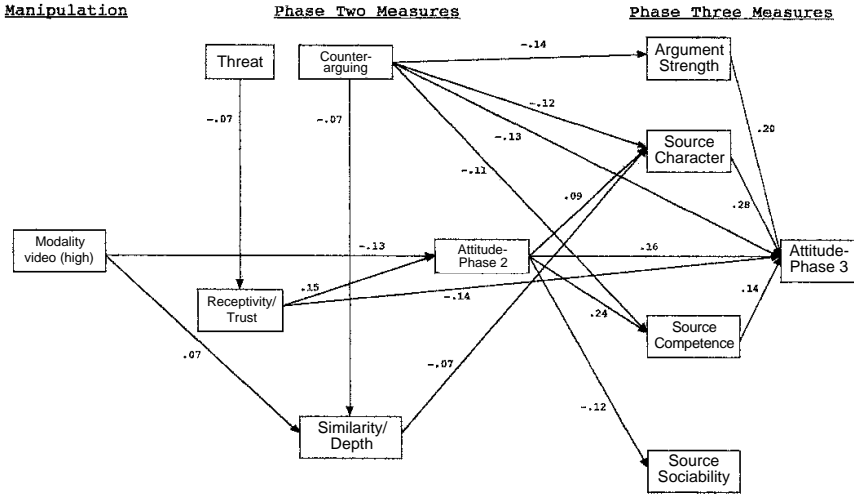 Manipulation
Phase Two Measures
Phase Three Measures
Threat
Counter-
arguing
Argument
Strength
-.14
-.07
-.07
-.12
-.13
-.11
.20
Source
Character
.09
.28
Modality
video (high)
-.13
Attitude-
Phase 2
.16
Attitude-
Phase 3
Receptivity/
Trust
.15
-.14
.14
.24
Source
Competence
.07
-.07
-.12
Similarity/
Depth
Source
Sociability